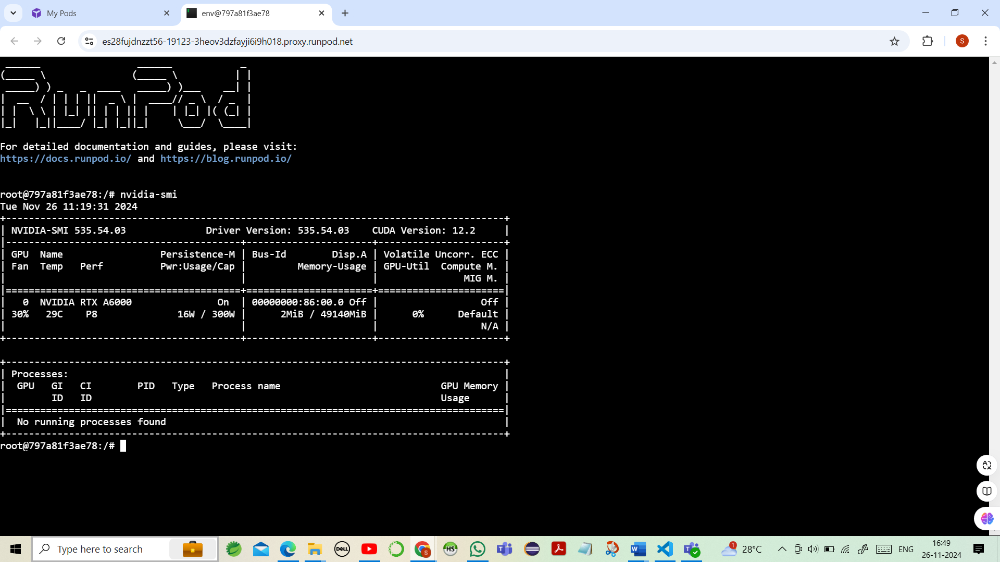 My Pods
env@797a81f3ae78
es28fujdnzzt56-19123-3heov3dzfayji6i9h018.proxy.runpod.net
S
RunPod
For detailed documentation and guides, please visit:
https://docs.runpod.io/ and https://blog.runpod.io/
root@797a81f3ae78:/# nvidia-smi
Tue Nov 26 11:19:31 2024
NVIDIA-SMI 535.54.03 Driver Version: 535.54.03 CUDA Version: 12.2
GPU Name Persistence-M | Bus-Id Disp.A | Volatile Uncorr. ECC
Fan Temp Perf Pwr:Usage/Cap | Memory-Usage | GPU-Util Compute M.
MIG M.
0 NVIDIA RTX A6000 On | 00000000:86:00.0 Off | Off
30% 29C P8 16W / 300W | 2MiB / 49140MiB | 0% Default
N/A
Processes:
GPU GI CI PID Type Process name GPU Memory
ID ID Usage
No running processes found
root@797a81f3ae78:/#
Type here to search
DELL
S
HS
W
1
28°C
ENG
16:49
26-11-2024